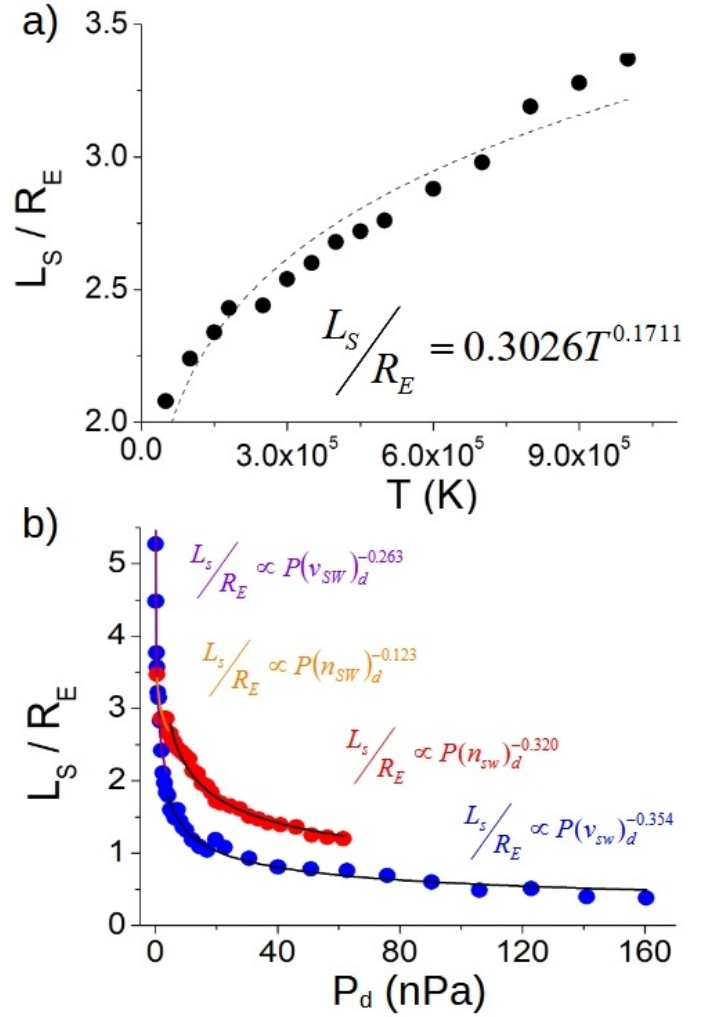 a)
3.5
3.0
2.5
2.0
L_S / R_E
L_S / R_E = 0.3026T^0.1711
0.0 3.0x10^5 6.0x10^5 9.0x10^5
T (K)
b)
5
4
3
2
1
0
L_S / R_E
L_s / R_E ∝ P(v_SW)_d^-0.263
L_s / R_E ∝ P(n_SW)_d^-0.123
L_s / R_E ∝ P(n_sw)_d^-0.320
L_s / R_E ∝ P(v_sw)_d^-0.354
0 40 80 120 160
P_d (nPa)